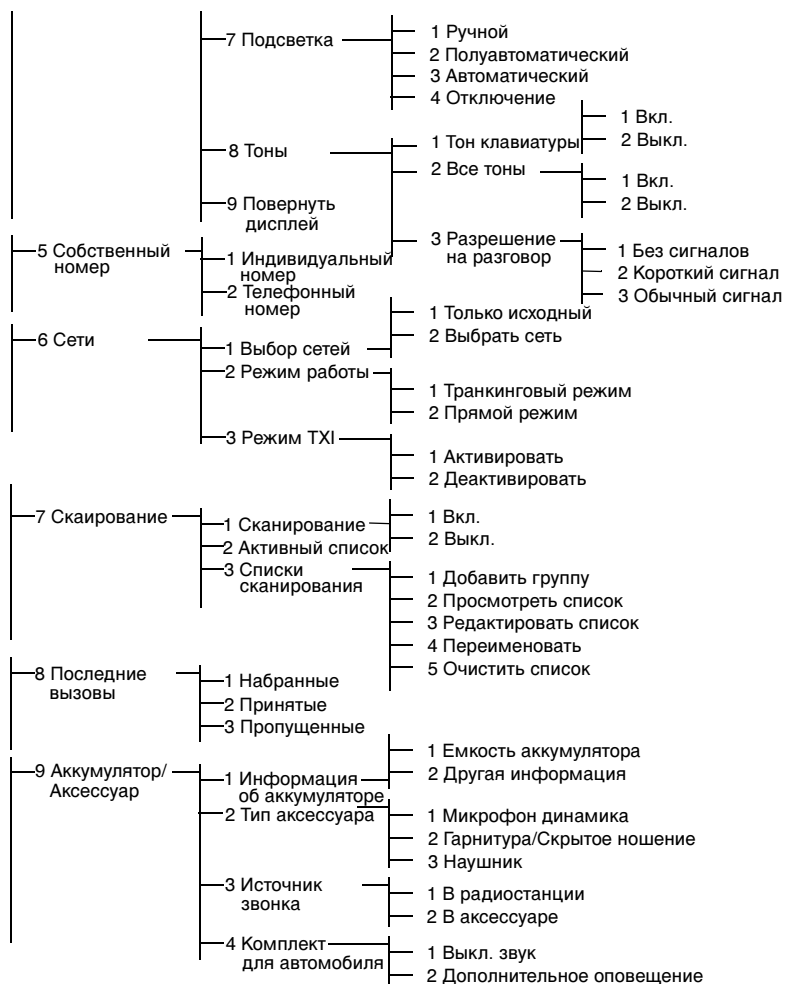 7 Подсветка
1 Ручной
2 Полуавтоматический
3 Автоматический
4 Отключение
8 Тоны
1 Тон клавиатуры
1 Вкл.
2 Выкл.
2 Все тоны
1 Вкл.
2 Выкл.
3 Разрешение
на разговор
1 Без сигналов
2 Короткий сигнал
3 Обычный сигнал
9 Повернуть
дисплей
5 Собственный
номер
1 Индивидуальный
номер
2 Телефонный
номер
6 Сети
1 Выбор сетей
1 Только исходный
2 Выбрать сеть
2 Режим работы
1 Транкинговый режим
2 Прямой режим
3 Режим TXI
1 Активировать
2 Деактивировать
7 Скаирование
1 Сканирование
1 Вкл.
2 Выкл.
2 Активный список
3 Списки
сканирования
1 Добавить группу
2 Просмотреть список
3 Редактировать список
4 Переименовать
5 Очистить список
8 Последние
вызовы
1 Набранные
2 Принятые
3 Пропущенные
9 Аккумулятор/
Аксессуар
1 Информация
об аккумуляторе
1 Емкость аккумулятора
2 Другая информация
2 Тип аксессуара
1 Микрофон динамика
2 Гарнитура/Скрытое ношение
3 Наушник
3 Источник
звонка
1 В радиостанции
2 В аксессуаре
4 Комплект
для автомобиля
1 Выкл. звук
2 Дополнительное оповещение